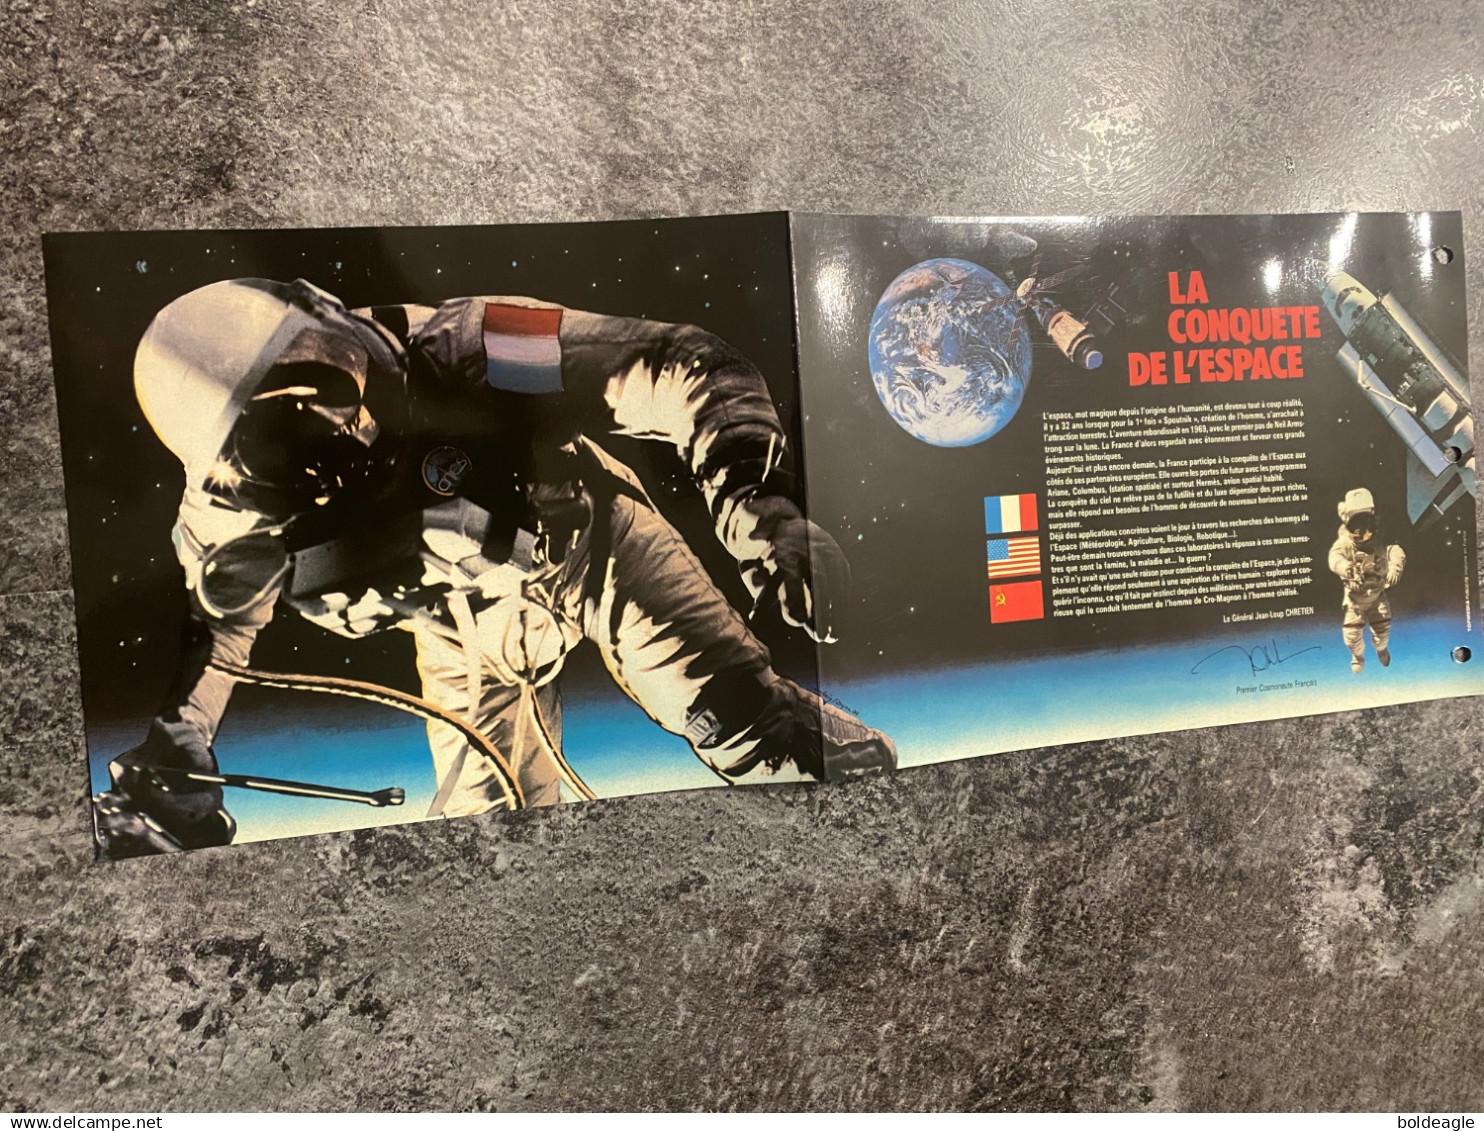 LA
CONQUETE
DE L'ESPACE
L'espace, mot magique depuis l'origine de l'humanité, est devenu tout à coup réalité,
il y a 32 ans lorsque pour la 1e fois « Spoutnik », création de l'homme, s'arrachait à
l'attraction terrestre. L'aventure rebondissait en 1969, avec le premier pas de Neil Arms-
trong sur la lune. La France d'alors regardait avec étonnement et ferveur ces grands
événements historiques.
Aujourd'hui et plus encore demain, la France participe à la conquête de l'Espace aux
côtés de ses partenaires européens. Elle ouvre les portes du futur avec les programmes
Ariane, Columbus, (station spatiale) et surtout Hermès, avion spatial habité.
La conquête du ciel ne relève pas de la futilité et du luxe dépensier des pays riches,
mais elle répond aux besoins de l'homme de découvrir de nouveaux horizons et de se
surpasser.
Déjà des applications concrètes voient le jour à travers les recherches des hommes de
l'Espace (Météorologie, Agriculture, Biologie, Robotique...).
Peut-être demain trouverons-nous dans ces laboratoires la réponse à ces maux terres-
tres que sont la famine, la maladie et... la guerre ?
Et s'il n'y avait qu'une seule raison pour continuer la conquête de l'Espace, je dirais sim-
plement qu'elle répond seulement à une aspiration de l'être humain : explorer et con-
quérir l'inconnu, ce qu'il fait par instinct depuis des millénaires, par intuition mysté-
rieuse qui le conduit lentement de l'homme de Cro-Magnon à l'homme civilisé.
Le Général Jean-Loup CHRETIEN
Premier Cosmonaute Français
www.delcampe.net
boldeagle